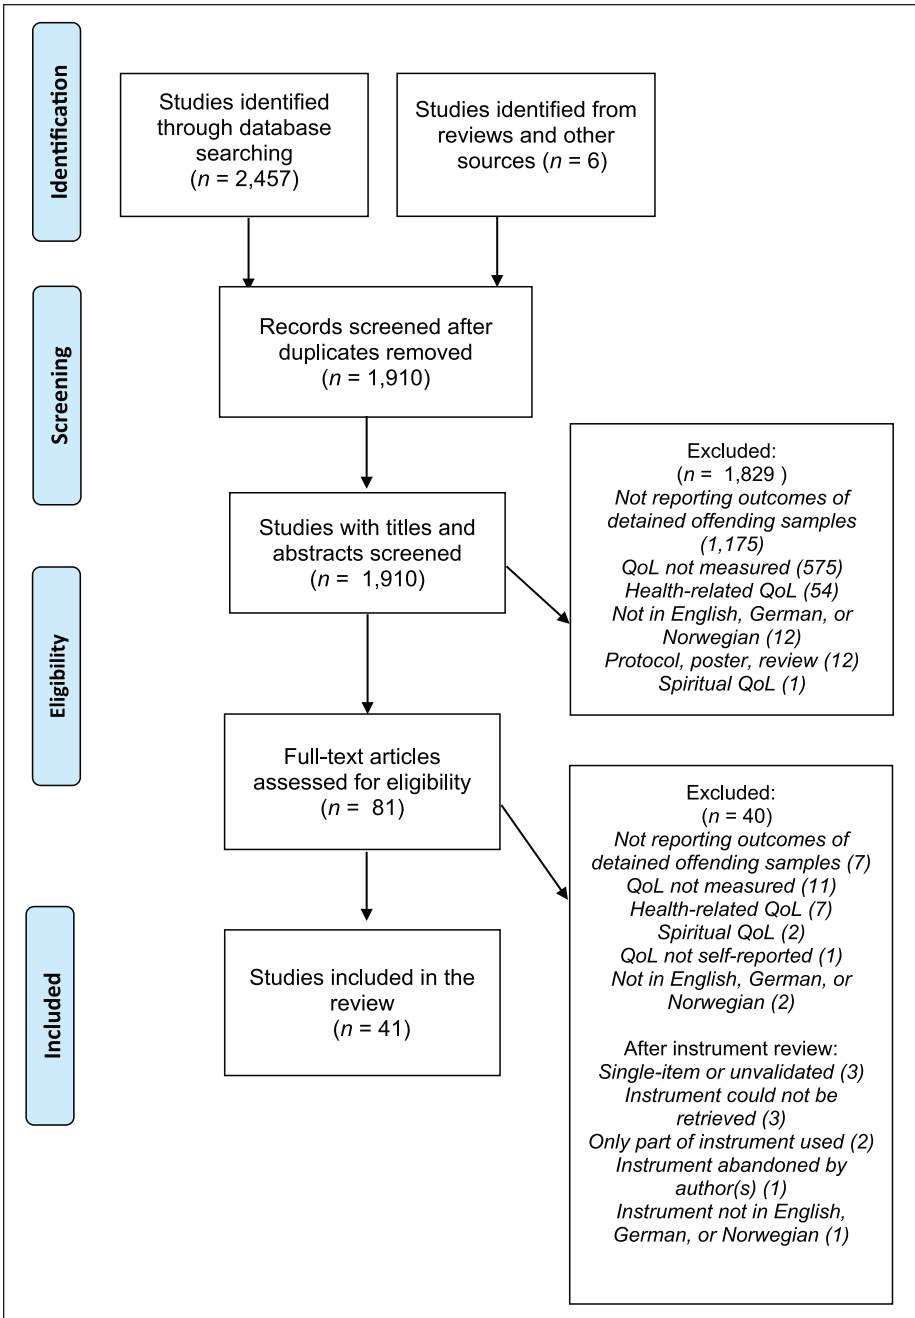 Identification
Studies identified
through database
searching
(n = 2,457)
Studies identified from
reviews and other
sources (n = 6)
Screening
Records screened after
duplicates removed
(n = 1,910)
Studies with titles and
abstracts screened
(n = 1,910)
Excluded:
(n = 1,829 )
Not reporting outcomes of
detained offending samples
(1,175)
QoL not measured (575)
Health-related QoL (54)
Not in English, German, or
Norwegian (12)
Protocol, poster, review (12)
Spiritual QoL (1)
Eligibility
Full-text articles
assessed for eligibility
(n = 81)
Excluded:
(n = 40)
Not reporting outcomes of
detained offending samples (7)
QoL not measured (11)
Health-related QoL (7)
Spiritual QoL (2)
QoL not self-reported (1)
Not in English, German, or
Norwegian (2)
After instrument review:
Single-item or unvalidated (3)
Instrument could not be
retrieved (3)
Only part of instrument used (2)
Instrument abandoned by
author(s) (1)
Instrument not in English,
German, or Norwegian (1)
Included
Studies included in the
review
(n = 41)